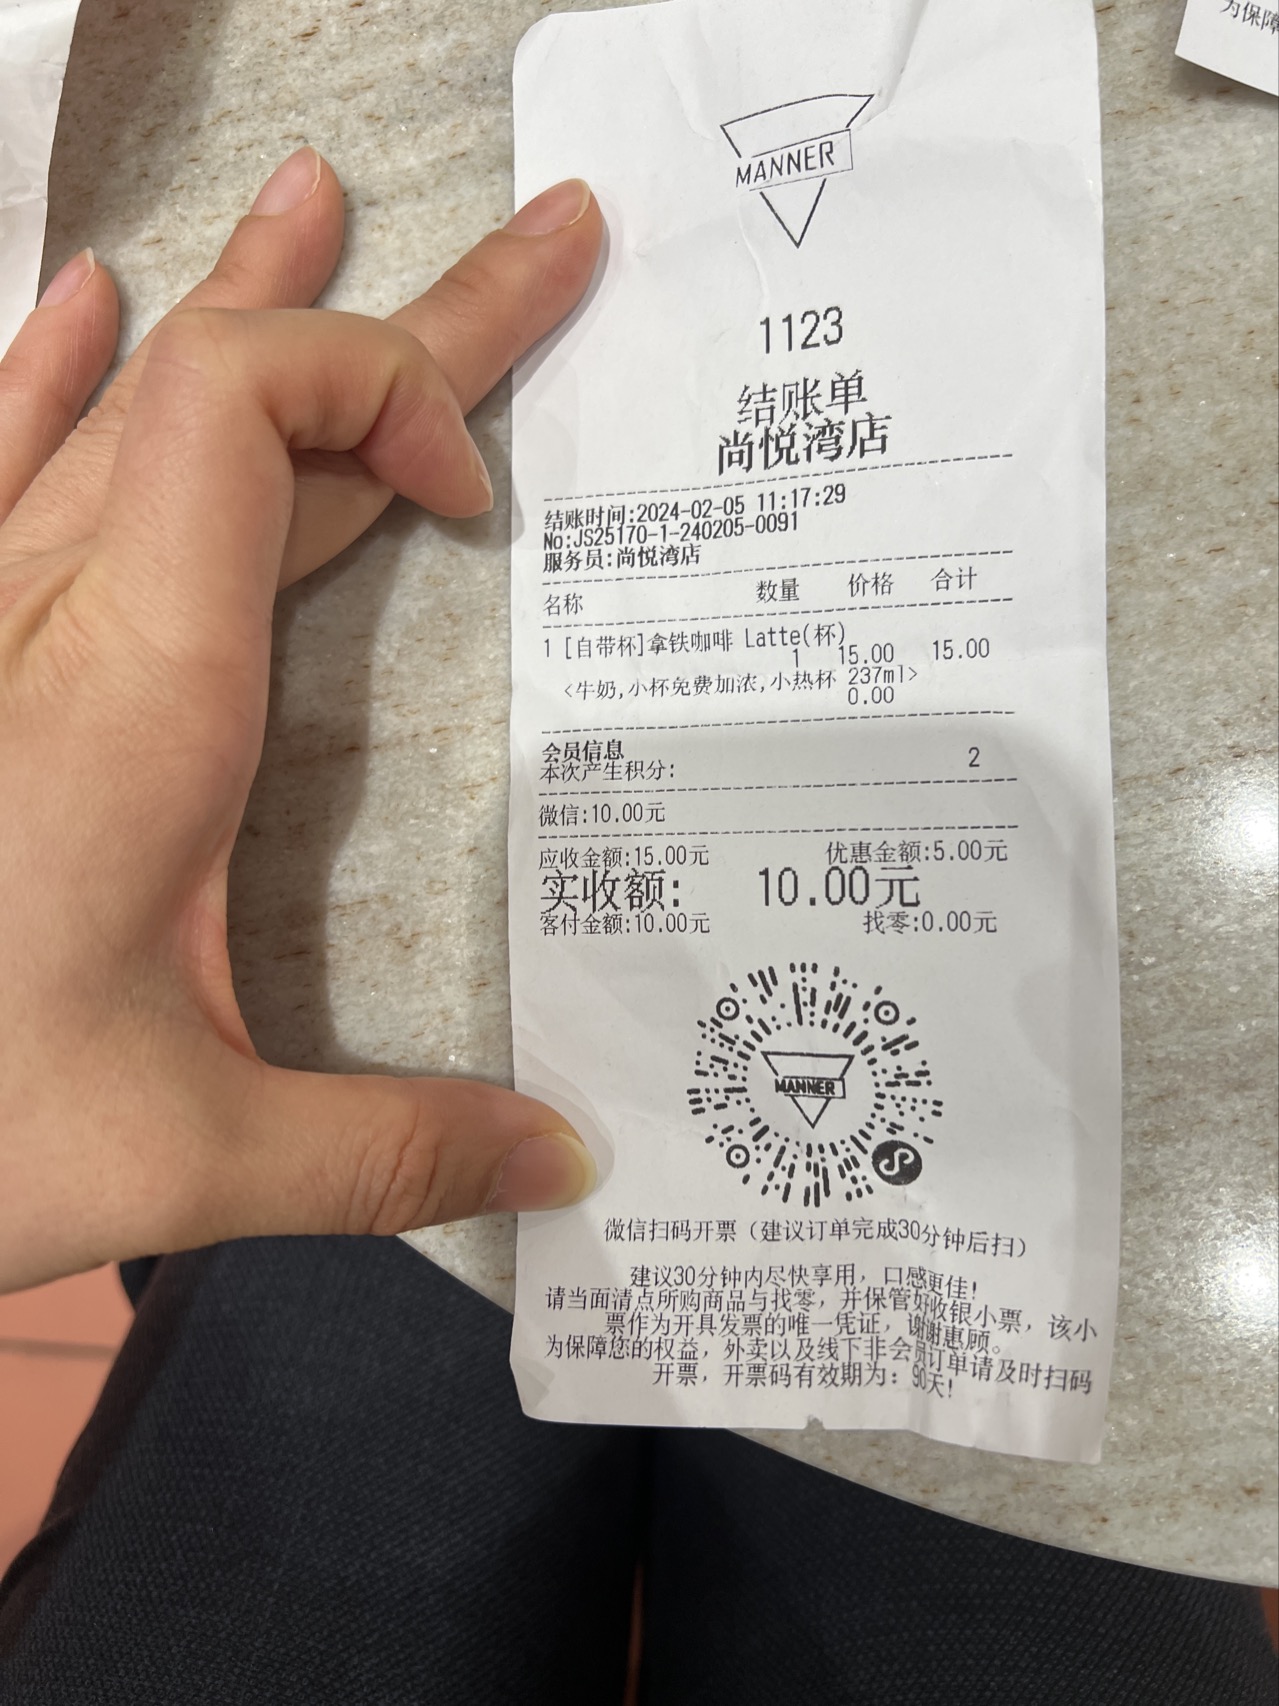 MANNER
1123
结账单
尚悦湾店
结账时间:2024-02-05 11:17:29
No:JS25170-1-240205-0091
服务员:尚悦湾店
名称 数量 价格 合计
1 [自带杯]拿铁咖啡 Latte(杯)
1 15.00 15.00
<牛奶,小杯免费加浓,小热杯 237ml>
0.00
会员信息
本次产生积分: 2
微信:10.00元
应收金额:15.00元 优惠金额:5.00元
实收额: 10.00元
客付金额:10.00元 找零:0.00元
MANNER
微信扫码开票（建议订单完成30分钟后扫）
建议30分钟内尽快享用，口感更佳！
请当面清点所购商品与找零，并保管好收银小票，该小
票作为开具发票的唯一凭证，谢谢惠顾。
为保障您的权益，外卖以及线下非会员订单请及时扫码
开票，开票码有效期为：90天！
为保障